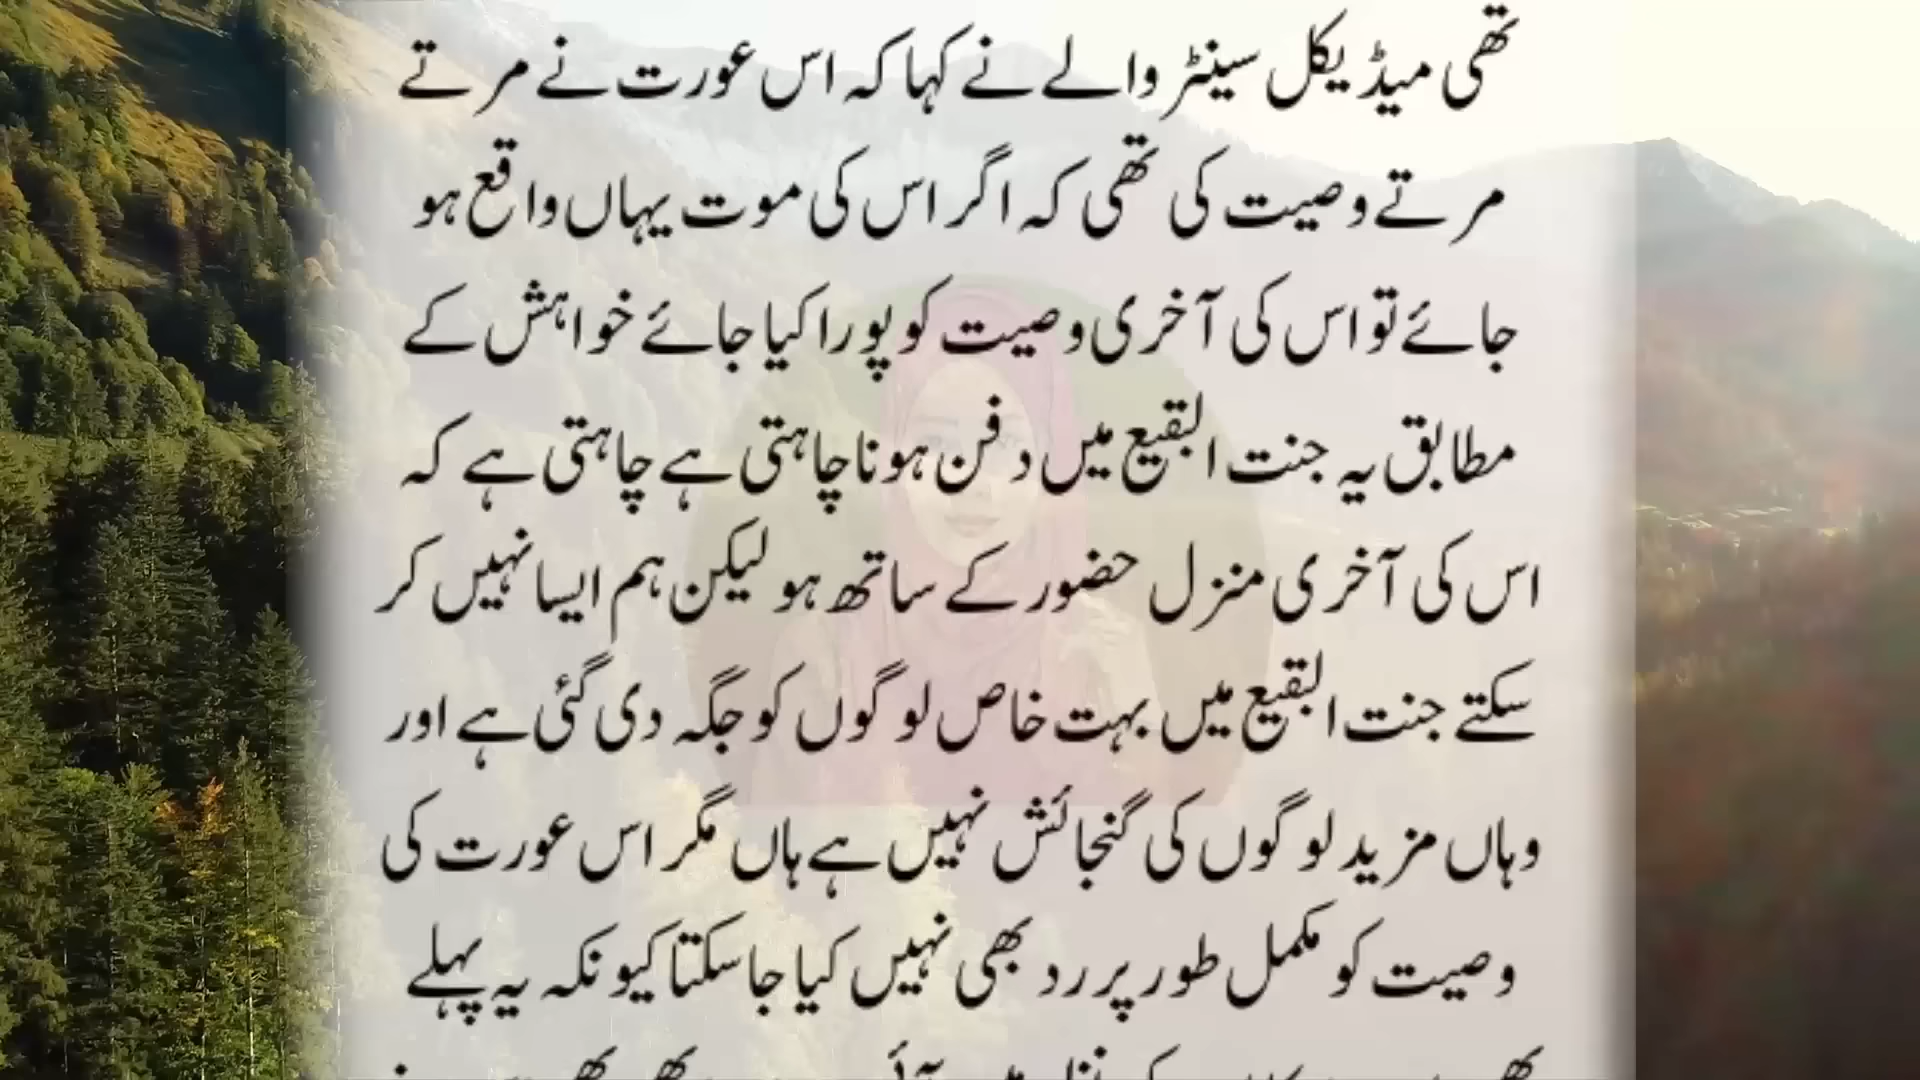 تھی میڈیکل سینٹر والے نے کہا کہ اس عورت نے مرتے
مرتے وصیت کی تھی کہ اگر اس کی موت یہاں واقع ہو
جائے تو اس کی آخری وصیت کو پورا کیا جائے خواہش کے
مطابق یہ جنت البقیع میں دفن ہونا چاہتی ہے چاہتی ہے کہ
اس کی آخری منزل حضور کے ساتھ ہو لیکن ہم ایسا نہیں کر
سکتے جنت البقیع میں بہت خاص لوگوں کو جگہ دی گئی ہے اور
وہاں مزید لوگوں کی گنجائش نہیں ہے ہاں مگر اس عورت کی
وصیت کو مکمل طور پر رد بھی نہیں کیا جا سکتا کیونکہ یہ پہلے